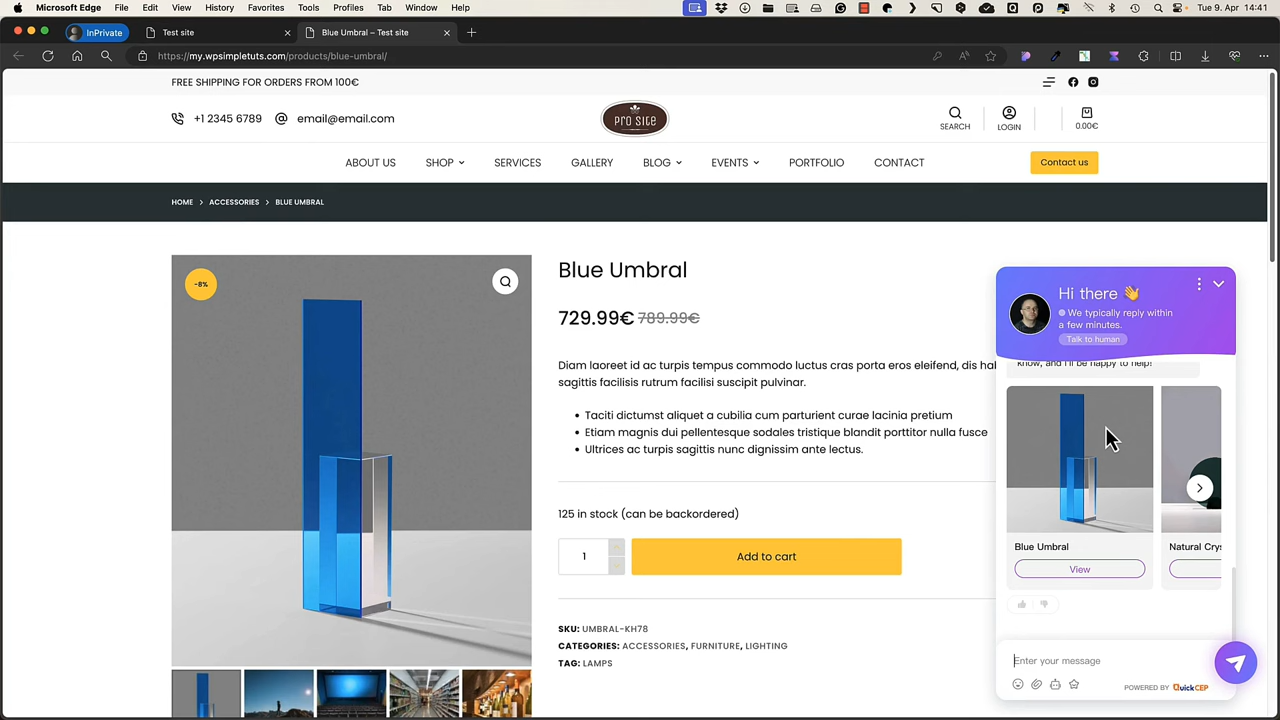 Microsoft Edge File Edit View History Favorites Tools Profiles Tab Window Help Tue 9. Apr 14:41
InPrivate Test site Blue Umbral – Test site
https://my.wpsimpletuts.com/products/blue-umbral/
FREE SHIPPING FOR ORDERS FROM 100€
+1 2345 6789 email@email.com
PRO SITE
SEARCH LOGIN 0.00€
ABOUT US SHOP SERVICES GALLERY BLOG EVENTS PORTFOLIO CONTACT Contact us
HOME ACCESSORIES BLUE UMBRAL
-8%
Blue Umbral
729.99€ 789.99€
Diam laoreet id ac turpis tempus commodo luctus cras porta eros eleifend, dis hal
sagittis facilisis rutrum facilisi suscipit pulvinar.
• Taciti dictumst aliquet a cubilia cum parturient curae lacinia pretium
• Etiam magnis dui pellentesque sodales tristique blandit porttitor nulla fusce
• Ultrices ac turpis sagittis nunc dignissim ante lectus.
125 in stock (can be backordered)
1 Add to cart
SKU: UMBRAL-KH78
CATEGORIES: ACCESSORIES, FURNITURE, LIGHTING
TAG: LAMPS
Hi there 👋
We typically reply within
a few minutes.
Talk to human
know, and I'll be happy to help!
Blue Umbral Natural Crys
View
Enter your message
POWERED BY QuickCEP